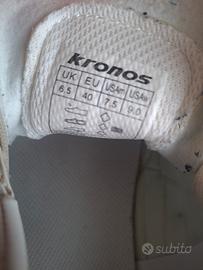 kronos
UK EU USAm USAw
6.5 40 7.5 9.0
subito